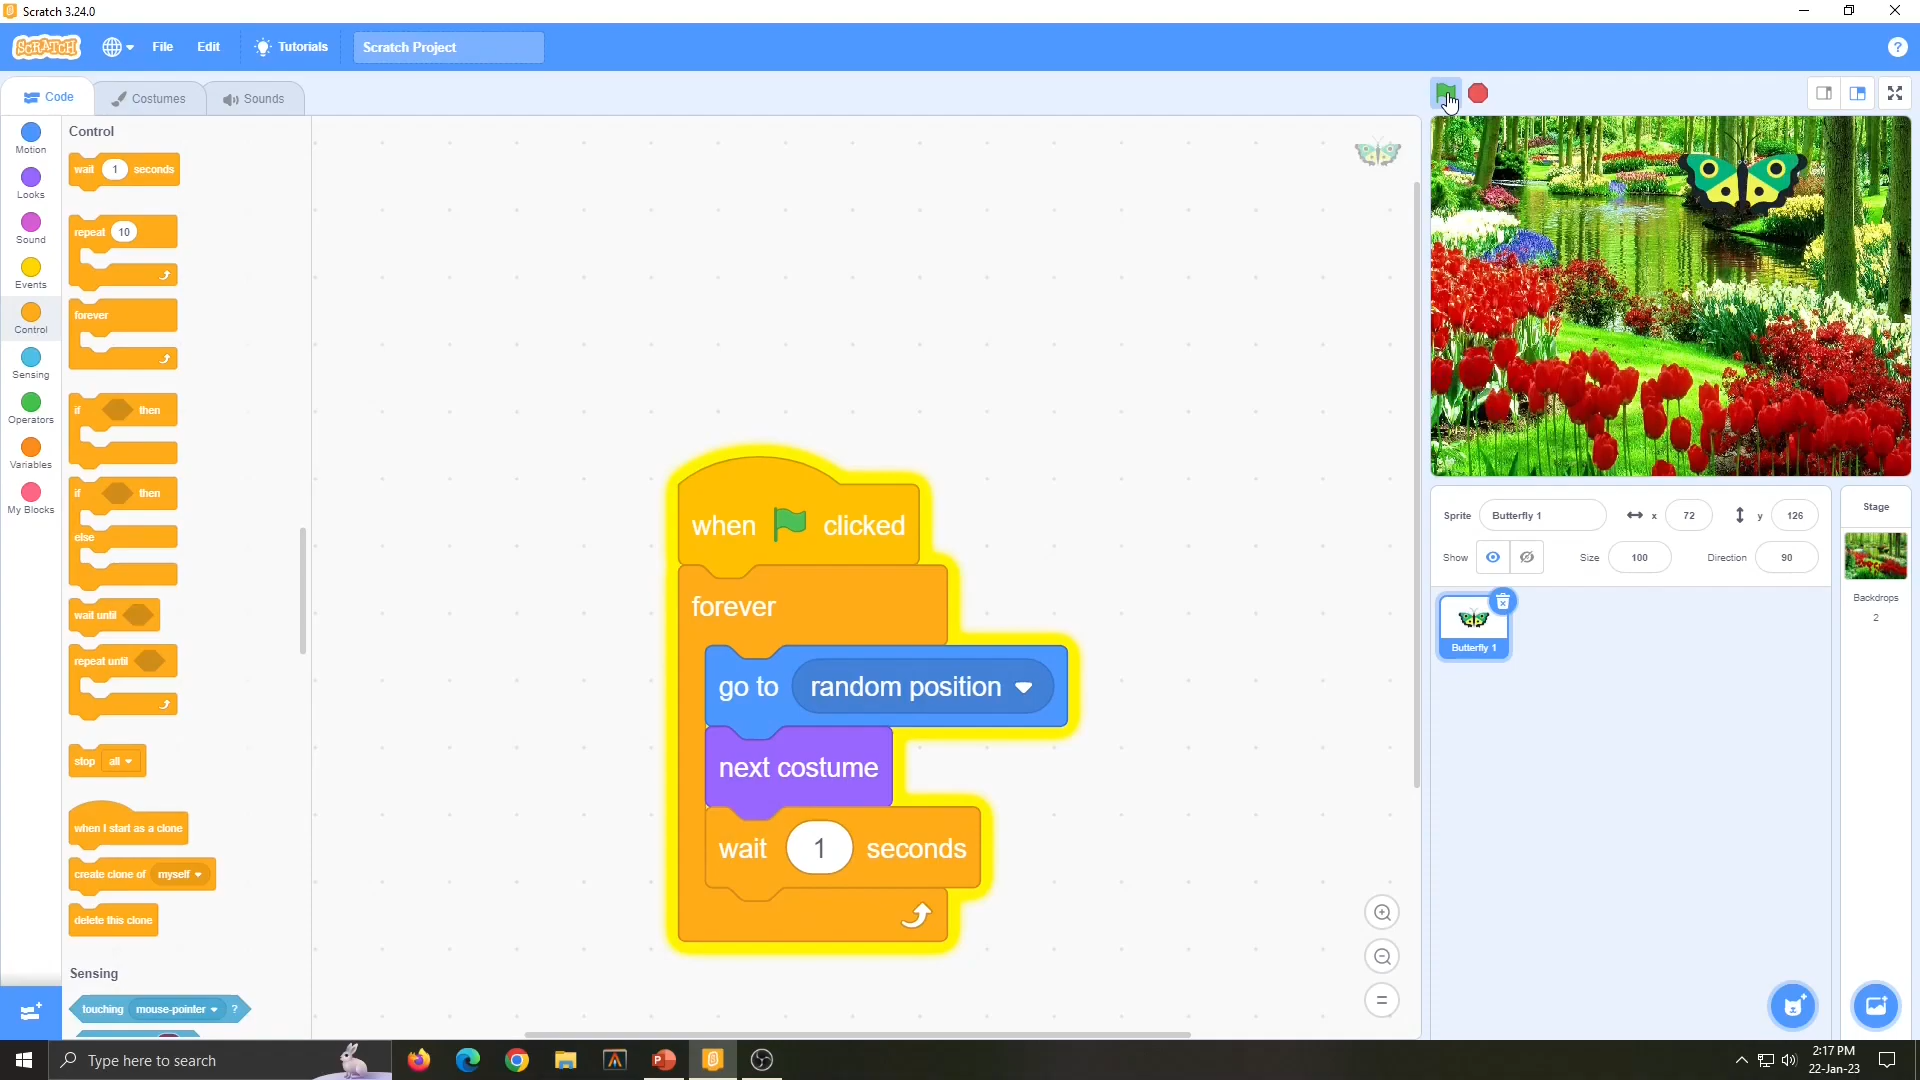 Scratch 3.24.0
SCRATCH
File
Edit
Tutorials
Scratch Project
?
Code
Costumes
Sounds
Motion
Looks
Sound
Events
Control
Sensing
Operators
Variables
My Blocks
Control
wait 1 seconds
repeat 10
forever
if then
if then
else
wait until
repeat until
stop all
when I start as a clone
create clone of myself
delete this clone
Sensing
touching mouse-pointer ?
when clicked
forever
go to random position
next costume
wait 1 seconds
Sprite Butterfly 1 x 72 y 126
Show Size 100 Direction 90
Butterfly 1
Stage
Backdrops
2
Type here to search
2:17 PM
22-Jan-23